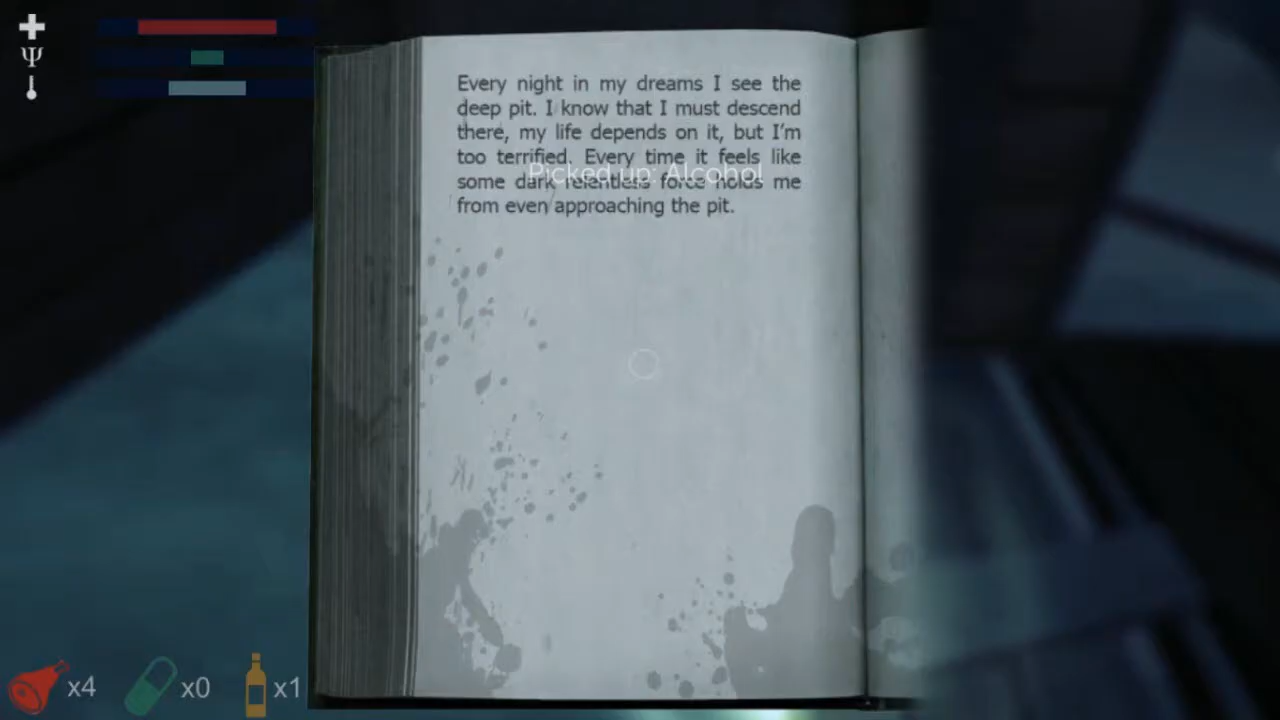 Every night in my dreams I see the
deep pit. I know that I must descend
there, my life depends on it, but I'm
too terrified. Every time it feels like
Picked up: Alcohol
some dark relentless force holds me
from even approaching the pit.
x4
x0
x1